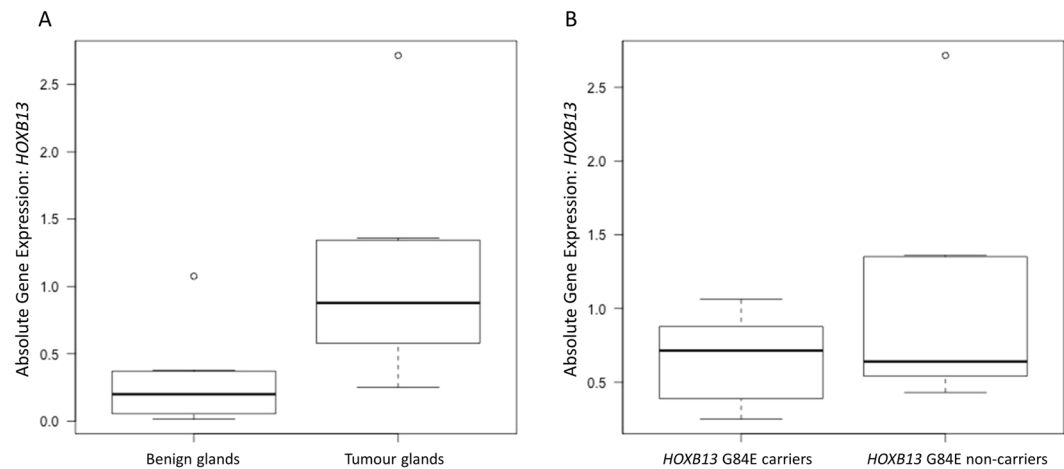 A
Absolute Gene Expression: HOXB13
2.5
2.0
1.5
1.0
0.5
0.0
Benign glands
Tumour glands
B
Absolute Gene Expression: HOXB13
2.5
2.0
1.5
1.0
0.5
HOXB13 G84E carriers
HOXB13 G84E non-carriers